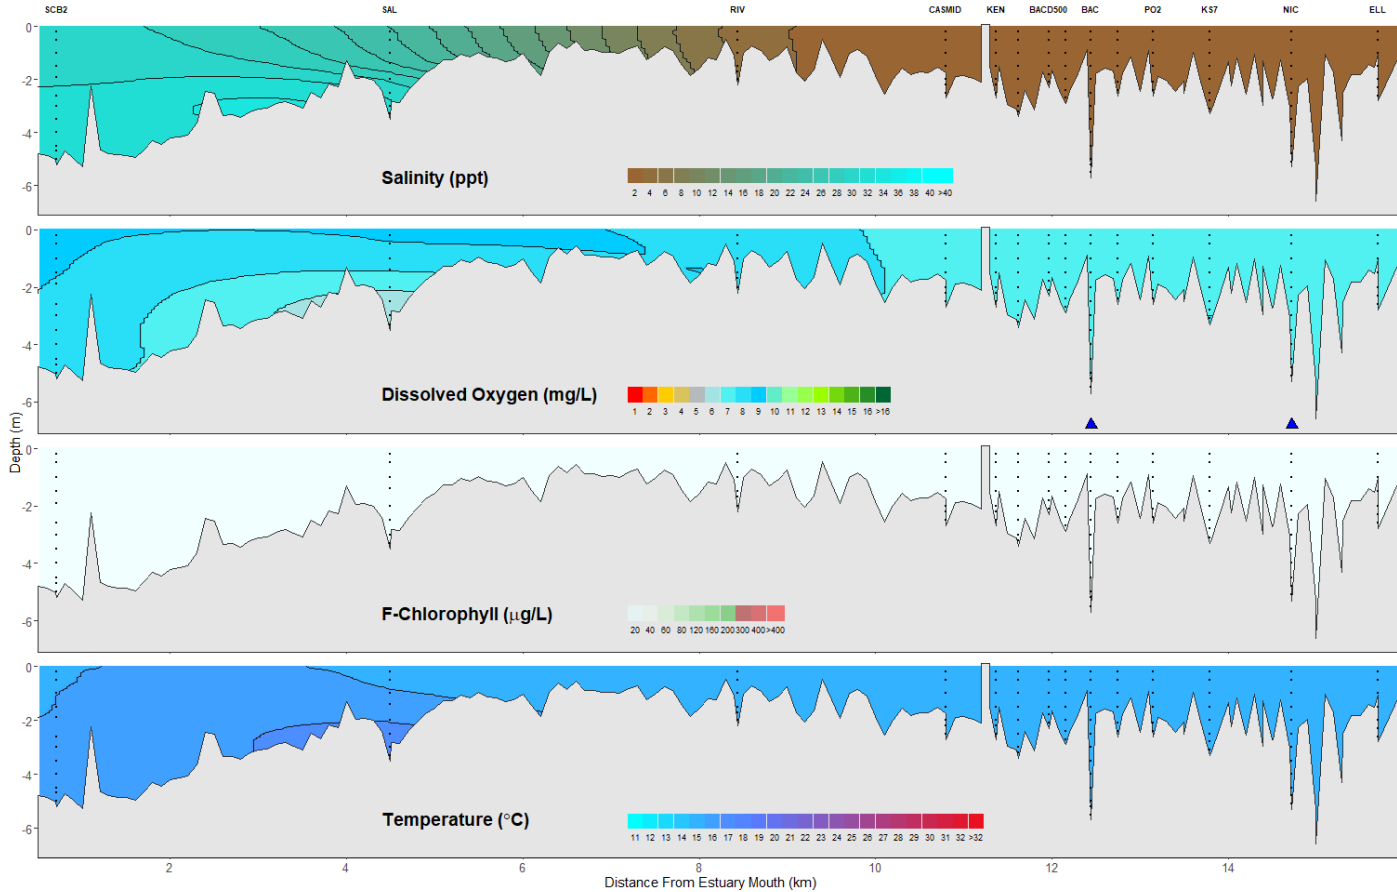 SCB2 SAL RIV CASMID KEN BACD500 BAC PO2 KS7 NIC ELL
0
-2
-4
-6
Salinity (ppt)
2 4 6 8 10 12 14 16 18 20 22 24 26 28 30 32 34 36 38 40 >40
0
-2
-4
-6
Dissolved Oxygen (mg/L)
1 2 3 4 5 6 7 8 9 10 11 12 13 14 15 16 >16
Depth (m)
0
-2
-4
-6
F-Chlorophyll (μg/L)
20 40 60 80 120 160 200 300 400 >400
0
-2
-4
-6
Temperature (°C)
11 12 13 14 15 16 17 18 19 20 21 22 23 24 25 26 27 28 29 30 31 32 >32
2 4 6 8 10 12 14
Distance From Estuary Mouth (km)